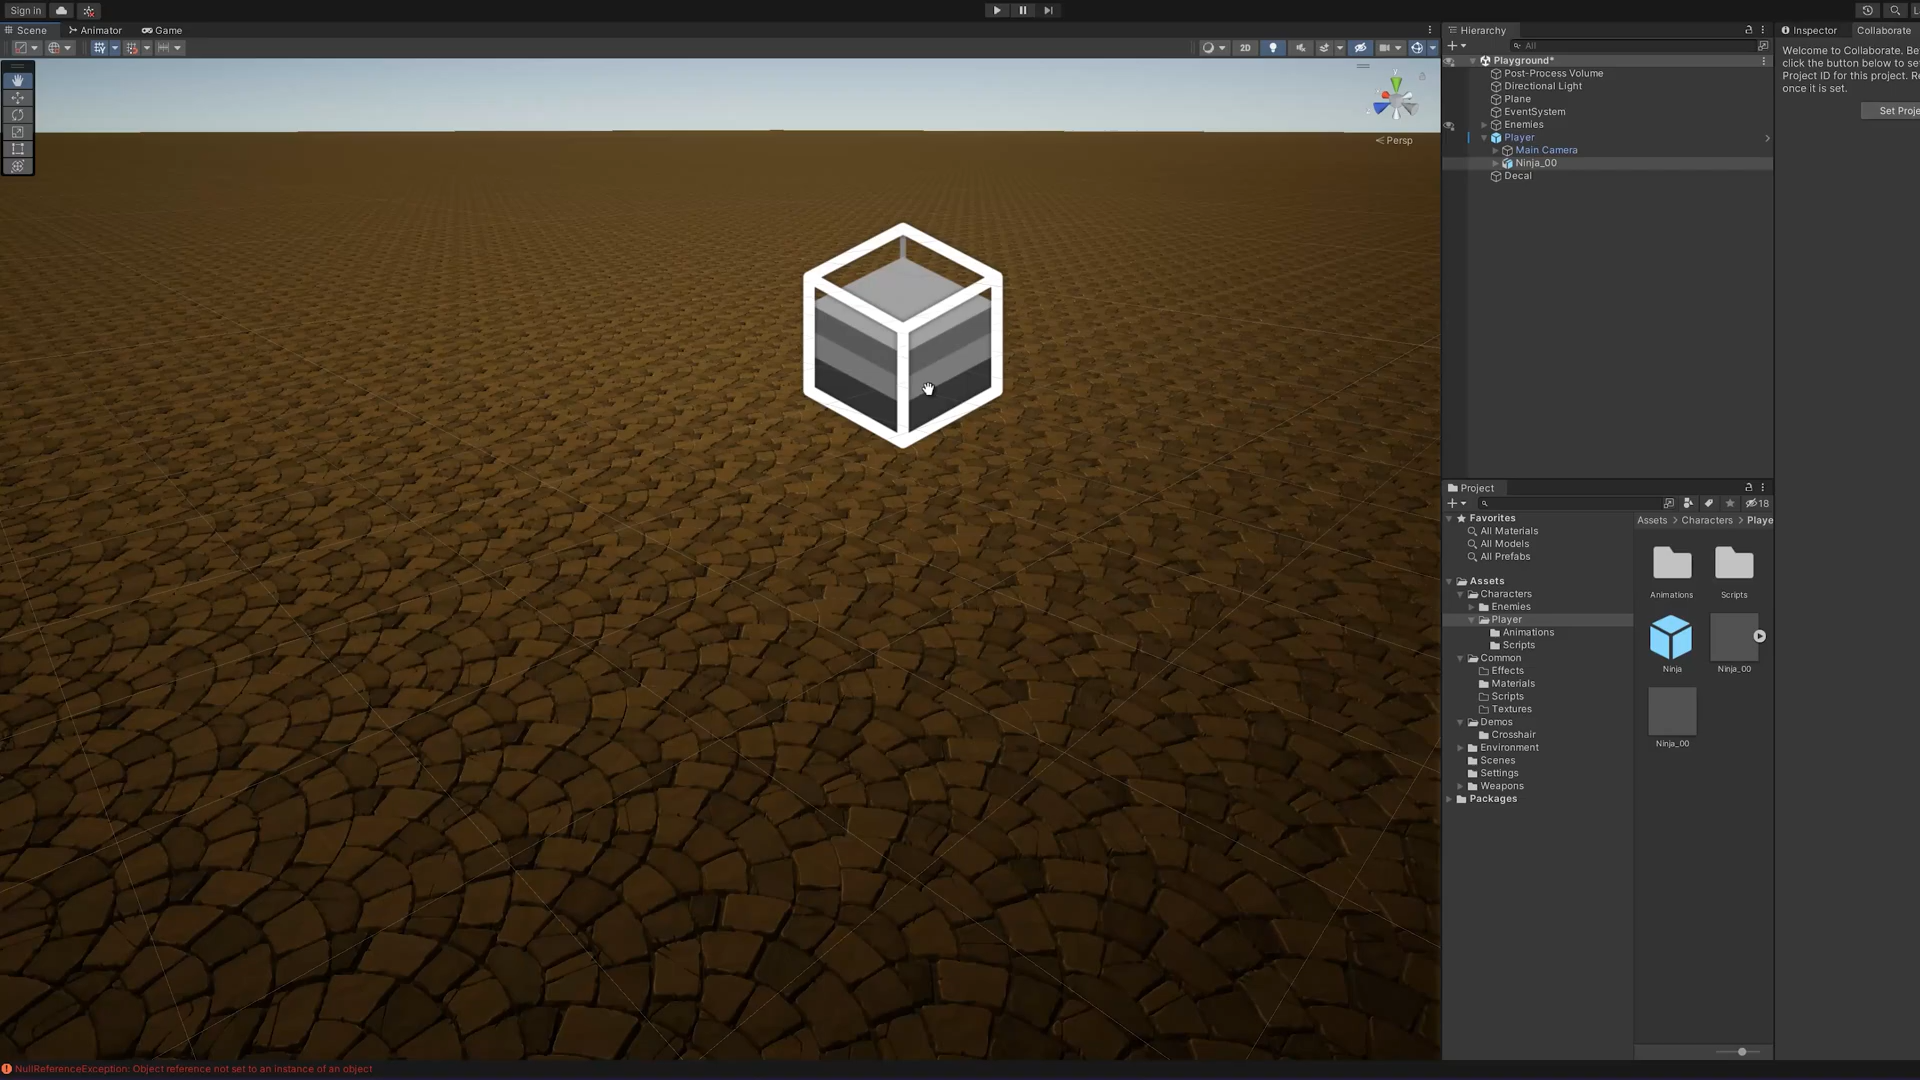 Sign in
Scene
Animator
Game
2D
Persp
Hierarchy
All
Playground*
Post-Process Volume
Directional Light
Plane
EventSystem
Enemies
Player
Main Camera
Ninja_00
Decal
Inspector
Collaborate
Welcome to Collaborate. Be
click the button below to se
Project ID for this project. Re
once it is set.
Set Proje
Project
18
Favorites
All Materials
All Models
All Prefabs
Assets
Characters
Enemies
Player
Animations
Scripts
Common
Effects
Materials
Scripts
Textures
Demos
Crosshair
Environment
Scenes
Settings
Weapons
Packages
Assets > Characters > Playe
Animations
Scripts
Ninja
Ninja_00
Ninja_00
NullReferenceException: Object reference not set to an instance of an object